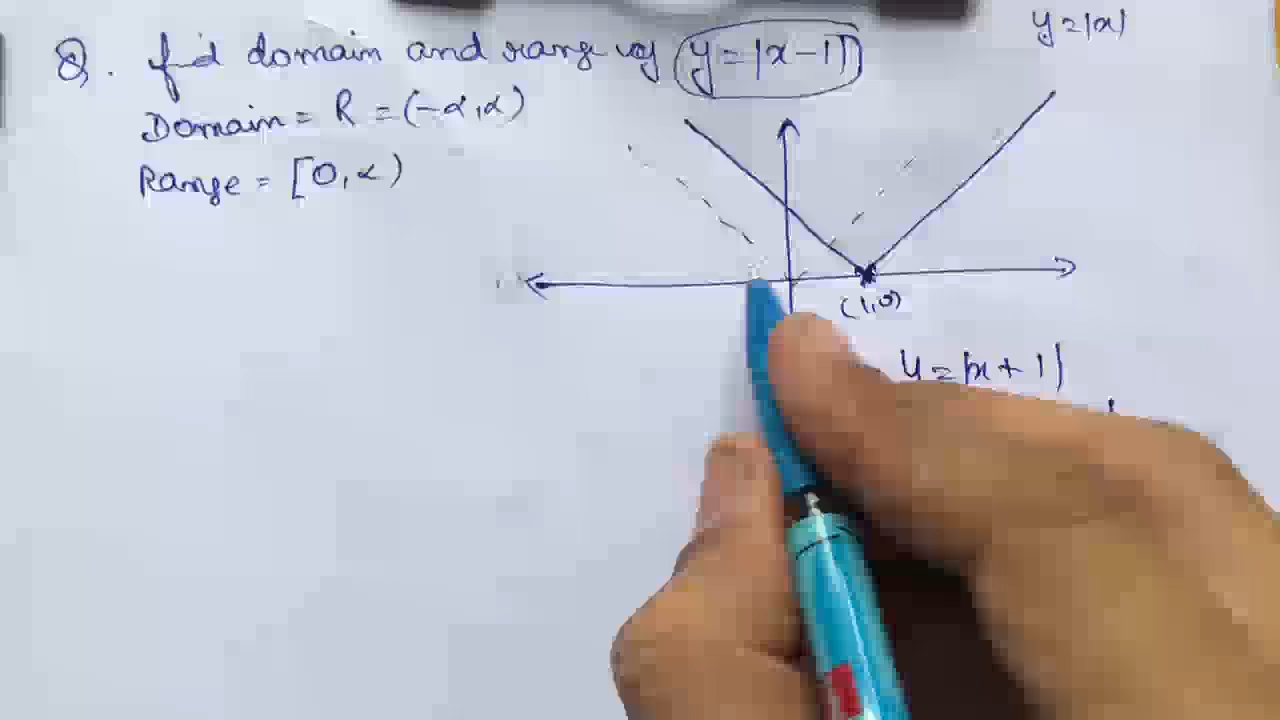 Q. find domain and range of y=|x-1|
y=|x|
Domain = R = (-∝,∝)
Range = [0,∝)
(1,0)
y=|x+1|